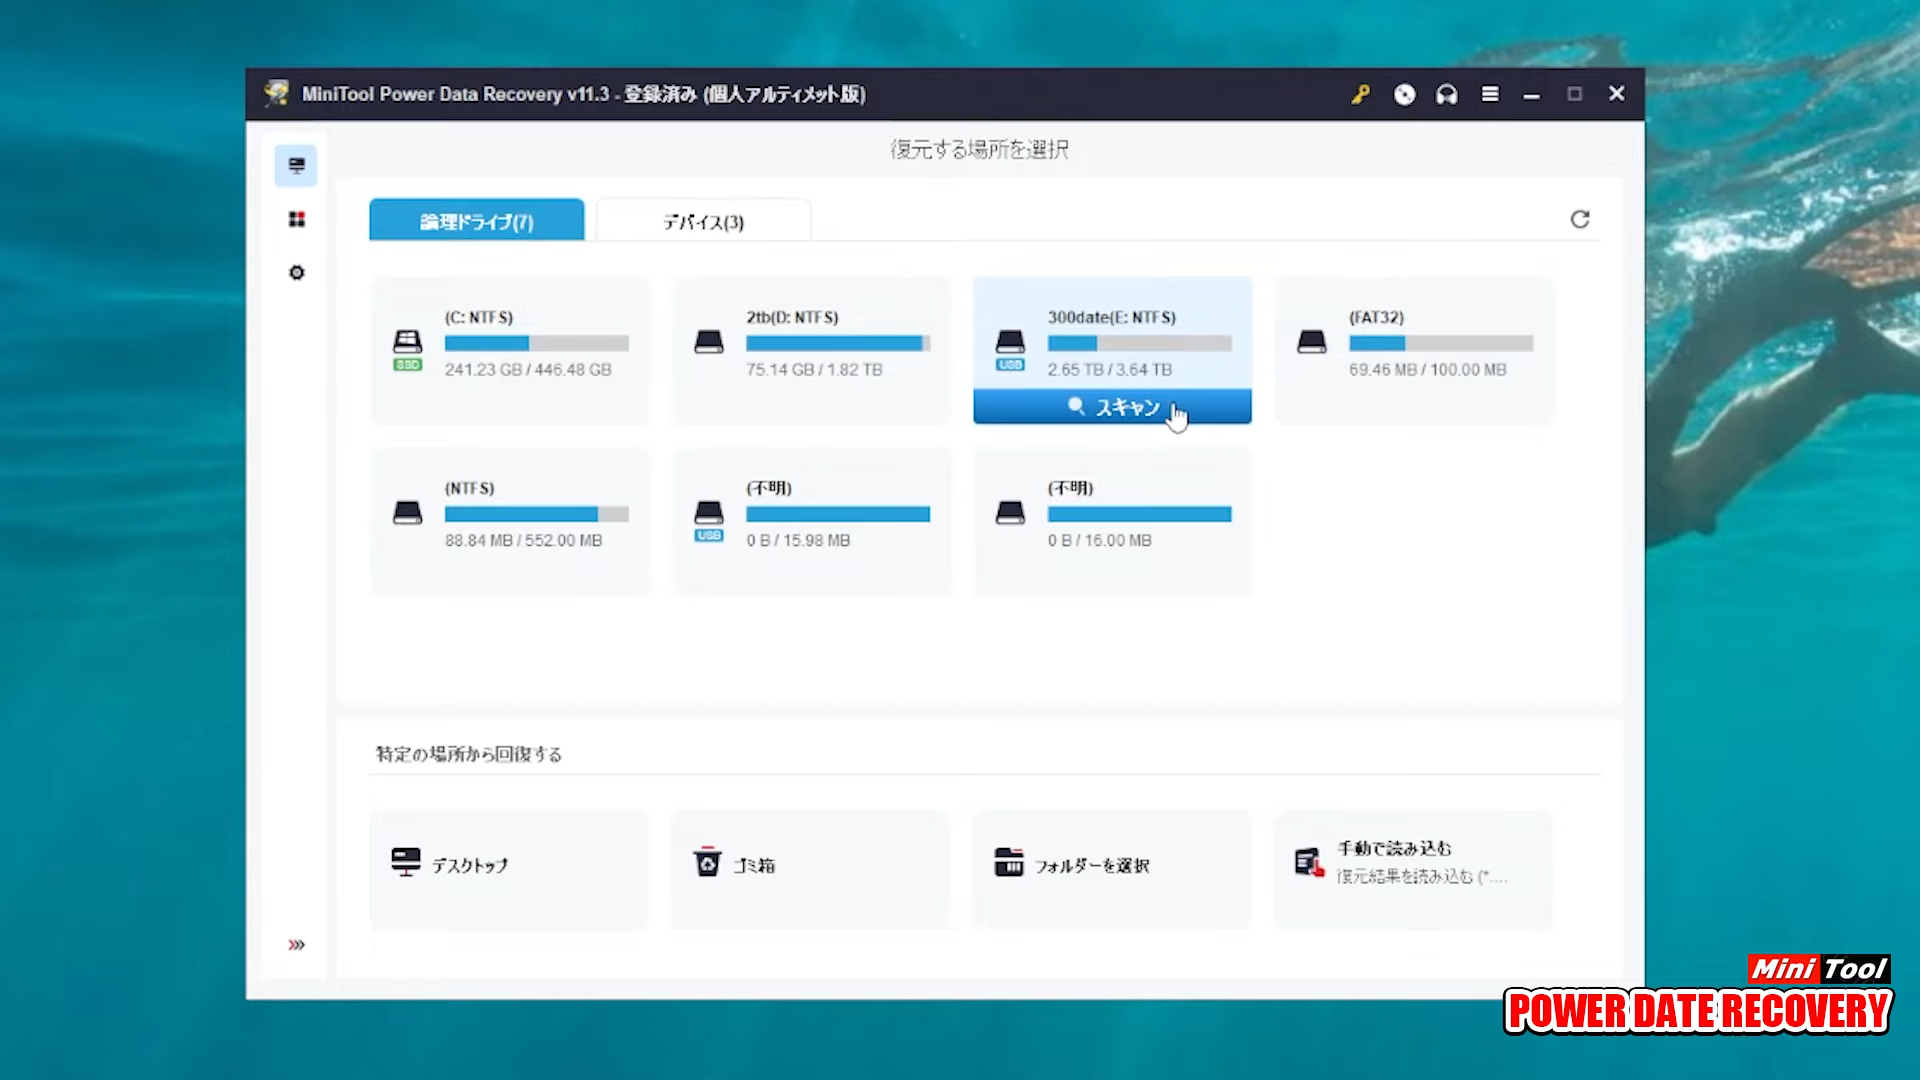 MiniTool Power Data Recovery v11.3 - 登録済み (個人アルティメット版)
復元する場所を選択
論理ドライブ(7)
デバイス(3)
(C: NTFS)
SSD
241.23 GB / 446.48 GB
2tb(D: NTFS)
75.14 GB / 1.82 TB
300date(E: NTFS)
USB
2.65 TB / 3.64 TB
スキャン
(FAT32)
69.46 MB / 100.00 MB
(NTFS)
88.84 MB / 552.00 MB
(不明)
USB
0 B / 15.98 MB
(不明)
0 B / 16.00 MB
特定の場所から回復する
デスクトップ
ゴミ箱
フォルダーを選択
手動で読み込む
復元結果を読み込む (*....
Mini Tool
POWER DATE RECOVERY